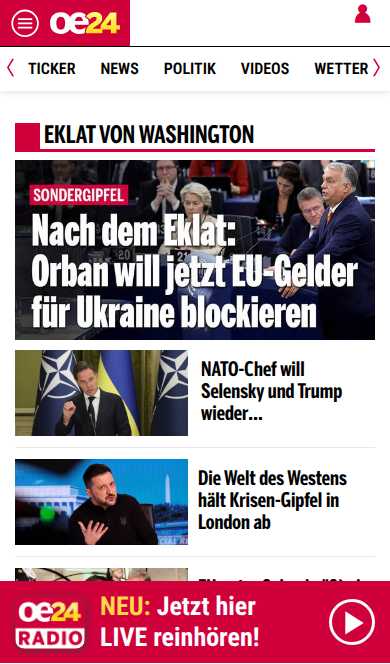 oe24
TICKER NEWS POLITIK VIDEOS WETTER
EKLAT VON WASHINGTON
SONDERGIPFEL
Nach dem Eklat:
Orban will jetzt EU-Gelder
für Ukraine blockieren
NATO-Chef will
Selensky und Trump
wieder...
Die Welt des Westens
hält Krisen-Gipfel in
London ab
oe24
RADIO
NEU: Jetzt hier
LIVE reinhören!